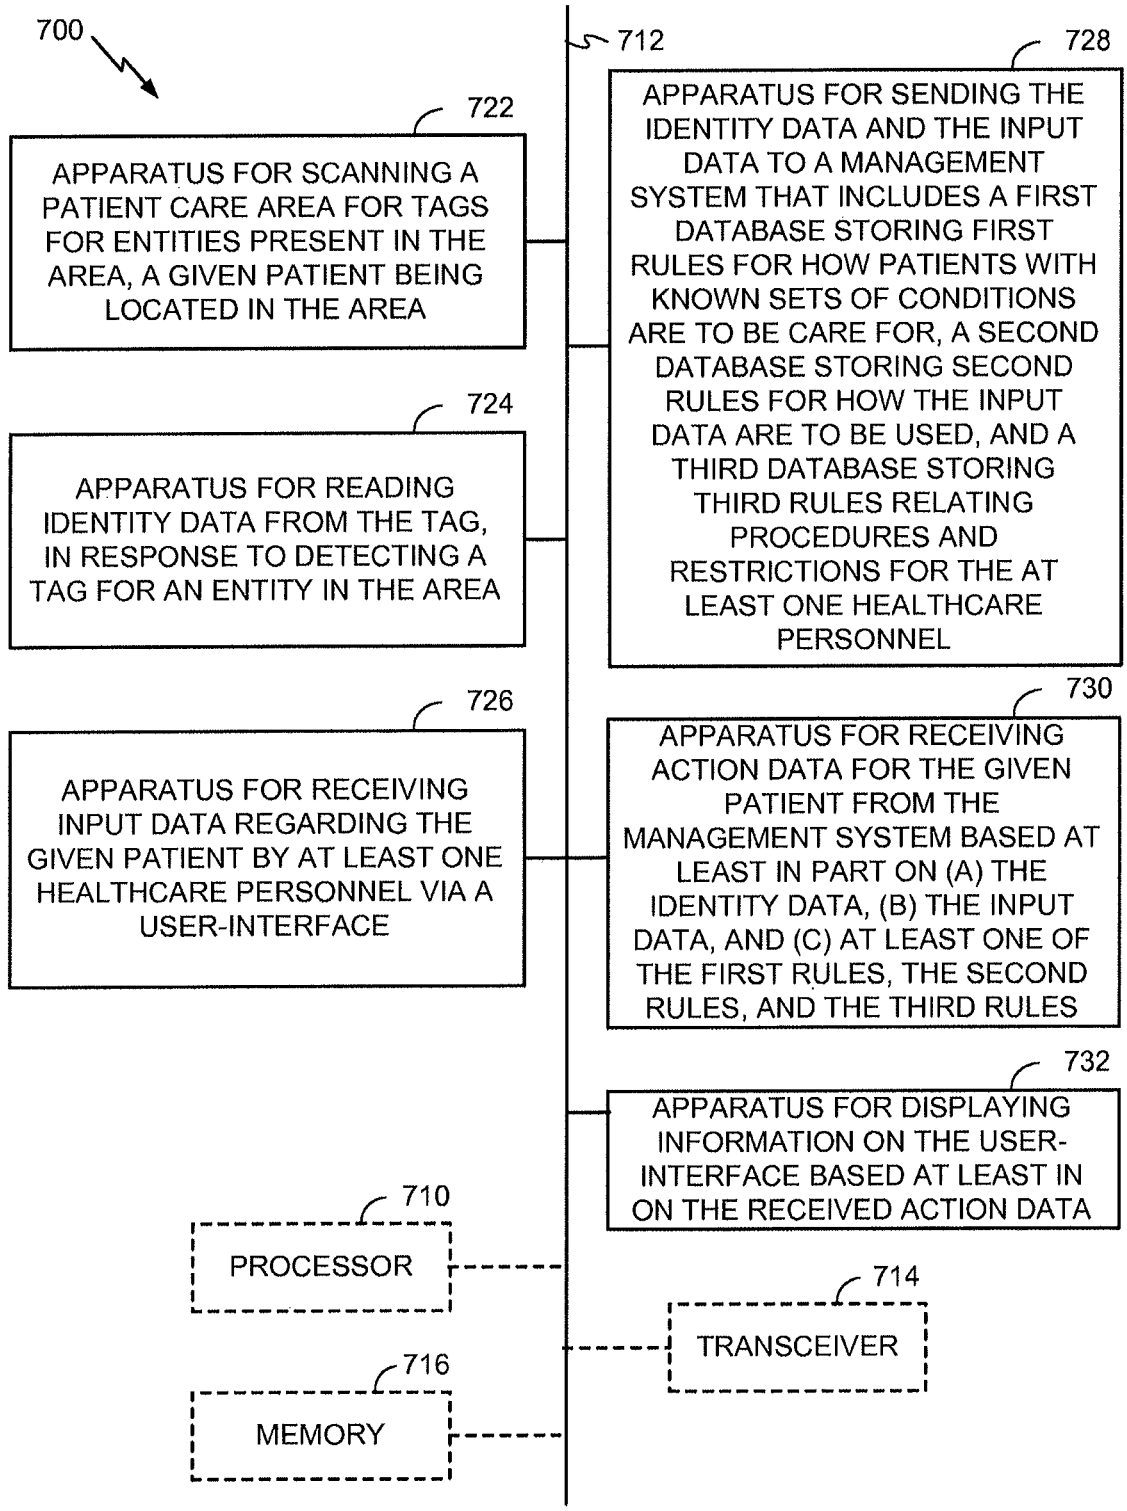 700
712
722
APPARATUS FOR SCANNING A
PATIENT CARE AREA FOR TAGS
FOR ENTITIES PRESENT IN THE
AREA, A GIVEN PATIENT BEING
LOCATED IN THE AREA
724
APPARATUS FOR READING
IDENTITY DATA FROM THE TAG,
IN RESPONSE TO DETECTING A
TAG FOR AN ENTITY IN THE AREA
726
APPARATUS FOR RECEIVING
INPUT DATA REGARDING THE
GIVEN PATIENT BY AT LEAST ONE
HEALTHCARE PERSONNEL VIA A
USER-INTERFACE
728
APPARATUS FOR SENDING THE
IDENTITY DATA AND THE INPUT
DATA TO A MANAGEMENT
SYSTEM THAT INCLUDES A FIRST
DATABASE STORING FIRST
RULES FOR HOW PATIENTS WITH
KNOWN SETS OF CONDITIONS
ARE TO BE CARE FOR, A SECOND
DATABASE STORING SECOND
RULES FOR HOW THE INPUT
DATA ARE TO BE USED, AND A
THIRD DATABASE STORING
THIRD RULES RELATING
PROCEDURES AND
RESTRICTIONS FOR THE AT
LEAST ONE HEALTHCARE
PERSONNEL
730
APPARATUS FOR RECEIVING
ACTION DATA FOR THE GIVEN
PATIENT FROM THE
MANAGEMENT SYSTEM BASED AT
LEAST IN PART ON (A) THE
IDENTITY DATA, (B) THE INPUT
DATA, AND (C) AT LEAST ONE OF
THE FIRST RULES, THE SECOND
RULES, AND THE THIRD RULES
732
APPARATUS FOR DISPLAYING
INFORMATION ON THE USER-
INTERFACE BASED AT LEAST IN
ON THE RECEIVED ACTION DATA
710
PROCESSOR
714
TRANSCEIVER
716
MEMORY